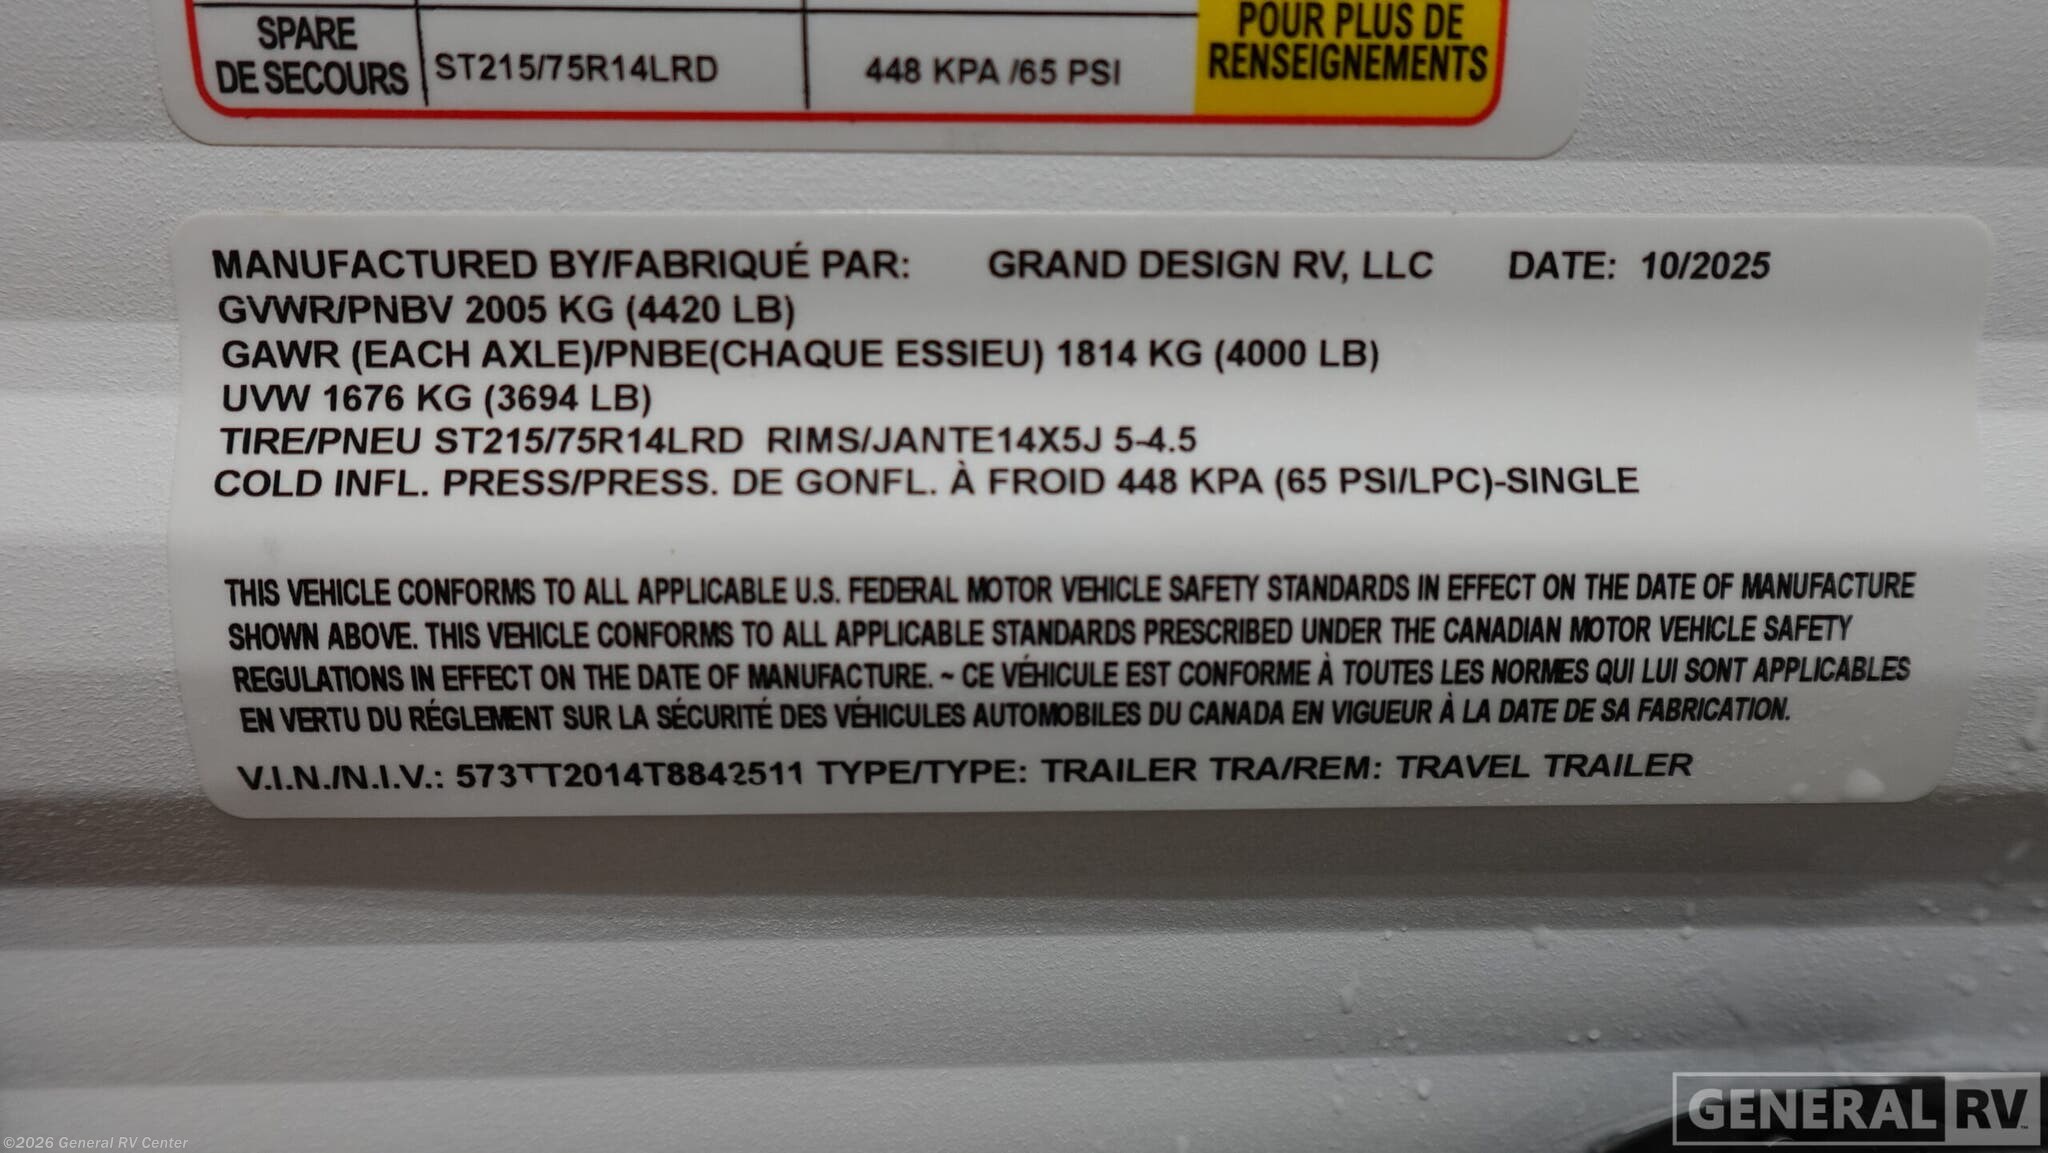 SPARE
DE SECOURS
ST215/75R14LRD
448 KPA /65 PSI
POUR PLUS DE
RENSEIGNEMENTS
MANUFACTURED BY/FABRIQUÉ PAR: GRAND DESIGN RV, LLC DATE: 10/2025
GVWR/PNBV 2005 KG (4420 LB)
GAWR (EACH AXLE)/PNBE(CHAQUE ESSIEU) 1814 KG (4000 LB)
UVW 1676 KG (3694 LB)
TIRE/PNEU ST215/75R14LRD RIMS/JANTE14X5J 5-4.5
COLD INFL. PRESS/PRESS. DE GONFL. À FROID 448 KPA (65 PSI/LPC)-SINGLE
THIS VEHICLE CONFORMS TO ALL APPLICABLE U.S. FEDERAL MOTOR VEHICLE SAFETY STANDARDS IN EFFECT ON THE DATE OF MANUFACTURE
SHOWN ABOVE. THIS VEHICLE CONFORMS TO ALL APPLICABLE STANDARDS PRESCRIBED UNDER THE CANADIAN MOTOR VEHICLE SAFETY
REGULATIONS IN EFFECT ON THE DATE OF MANUFACTURE. ~ CE VÉHICULE EST CONFORME À TOUTES LES NORMES QUI LUI SONT APPLICABLES
EN VERTU DU RÉGLEMENT SUR LA SÉCURITÉ DES VÉHICULES AUTOMOBILES DU CANADA EN VIGUEUR À LA DATE DE SA FABRICATION.
V.I.N./N.I.V.: 573TT2014T8842511 TYPE/TYPE: TRAILER TRA/REM: TRAVEL TRAILER
GENERAL RV
©2026 General RV Center